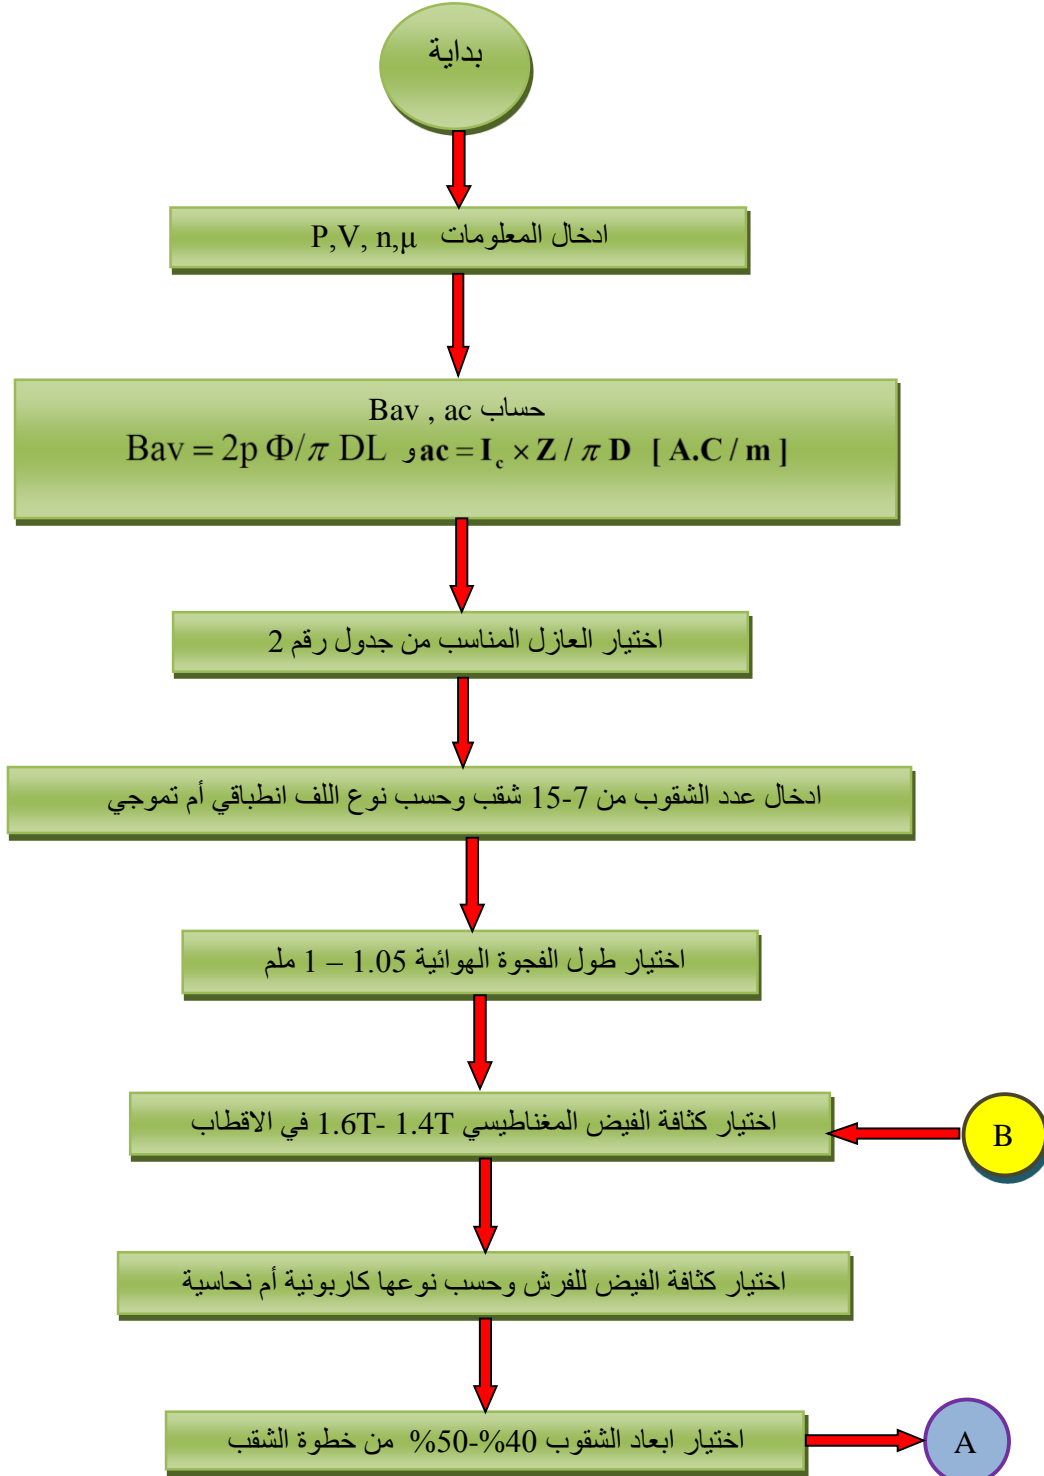 بداية
ادخال المعلومات P,V, n,μ
حساب Bav , ac
Bav = 2p Φ/π DL و ac = I_c × Z / π D [ A.C / m ]
اختيار العازل المناسب من جدول رقم 2
ادخال عدد الشقوب من 7-15 شقب وحسب نوع اللف انطباقي أم تموجي
اختيار طول الفجوة الهوائية 1.05 – 1 ملم
اختيار كثافة الفيض المغناطيسي 1.6T- 1.4T في الاقطاب
B
اختيار كثافة الفيض للفرش وحسب نوعها كاربونية أم نحاسية
اختيار ابعاد الشقوب 40%-50% من خطوة الشقب
A